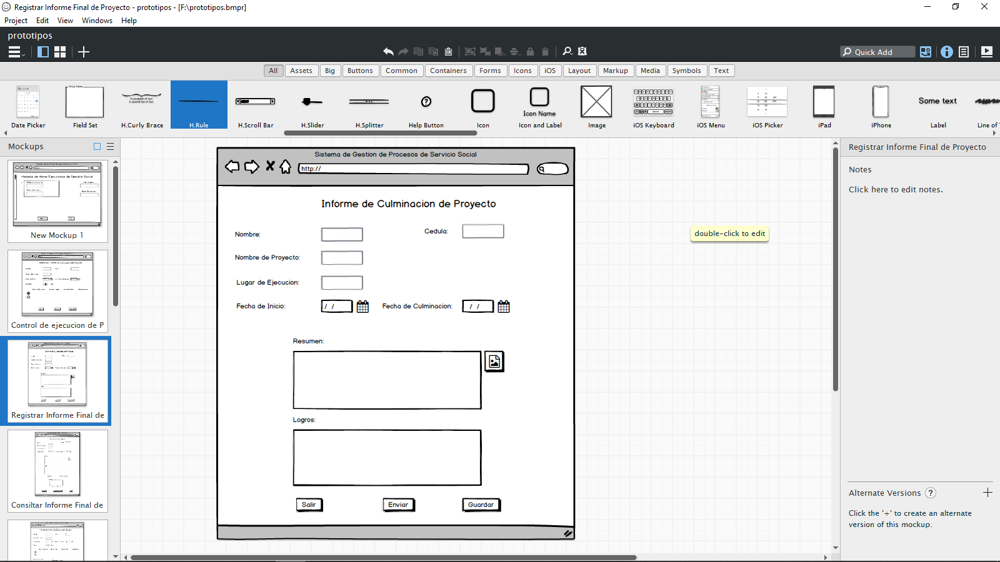 Registrar Informe Final de Proyecto - prototipos - [F:\prototipos.bmpr]
Project Edit View Windows Help
prototipos
Quick Add
All Assets Big Buttons Common Containers Forms Icons iOS Layout Markup Media Symbols Text
Some text
Icon Name
Date Picker Field Set H.Curly Brace H.Rule H.Scroll Bar H.Slider H.Splitter Help Button Icon Icon and Label Image iOS Keyboard iOS Menu iOS Picker iPad iPhone Label Line of
Mockups
New Mockup 1
Control de ejecucion de P
Registrar Informe Final de
Consiltar Informe Final de
Sistema de Gestion de Procesos de Servicio Social
http://
Informe de Culminacion de Proyecto
Nombre: Cedula:
Nombre de Proyecto:
Lugar de Ejecucion:
Fecha de Inicio: / / Fecha de Culminacion: / /
Resumen:
Logros:
Salir Enviar Guardar
double-click to edit
Registrar Informe Final de Proyecto
Notes
Click here to edit notes.
Alternate Versions ?
Click the '+' to create an alternate
version of this mockup.